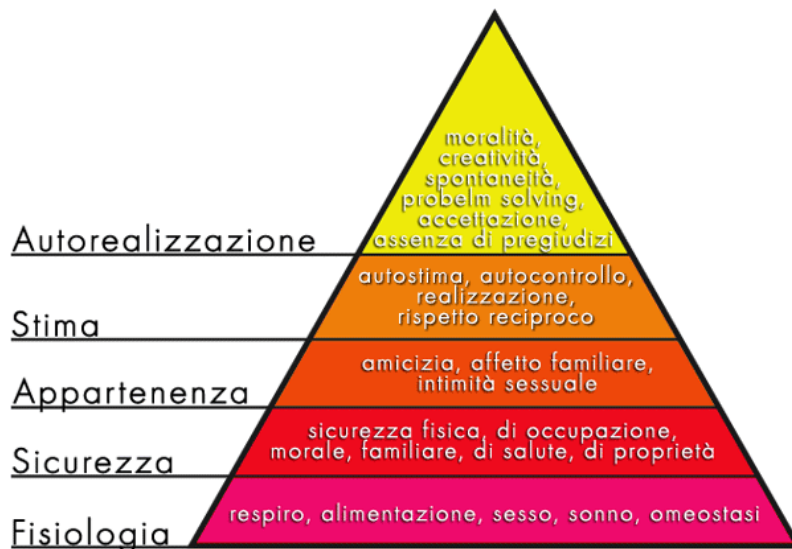 moralità,
creatività,
spontaneità,
probelm solving,
accettazione,
assenza di pregiudizi
Autorealizzazione
autostima, autocontrollo,
realizzazione,
rispetto reciproco
Stima
amicizia, affetto familiare,
intimità sessuale
Appartenenza
sicurezza fisica, di occupazione,
morale, familiare, di salute, di proprietà
Sicurezza
respiro, alimentazione, sesso, sonno, omeostasi
Fisiologia